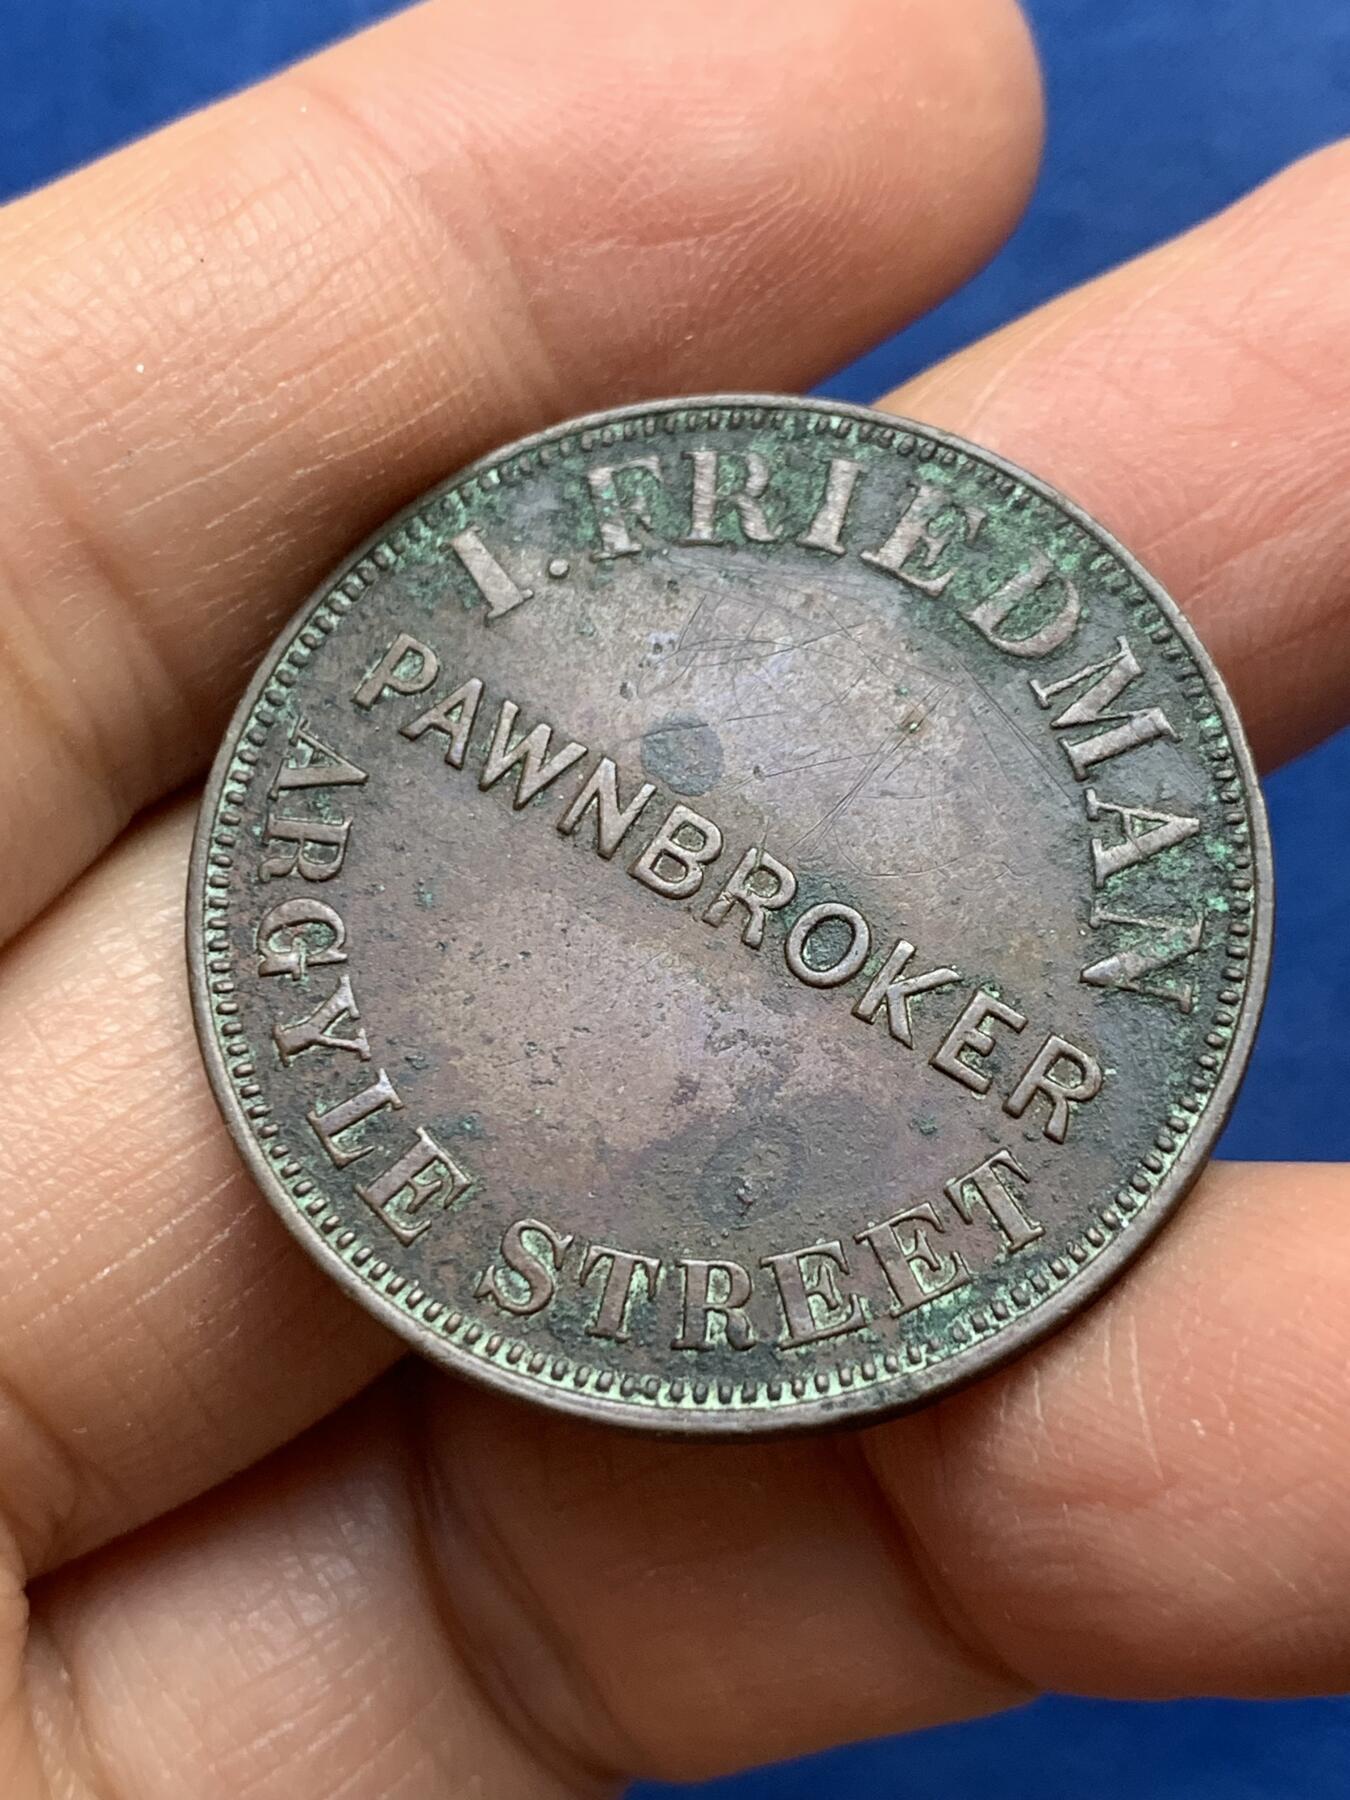 I. FRIEDMAN
PAWNBROKER
ARGYLE STREET